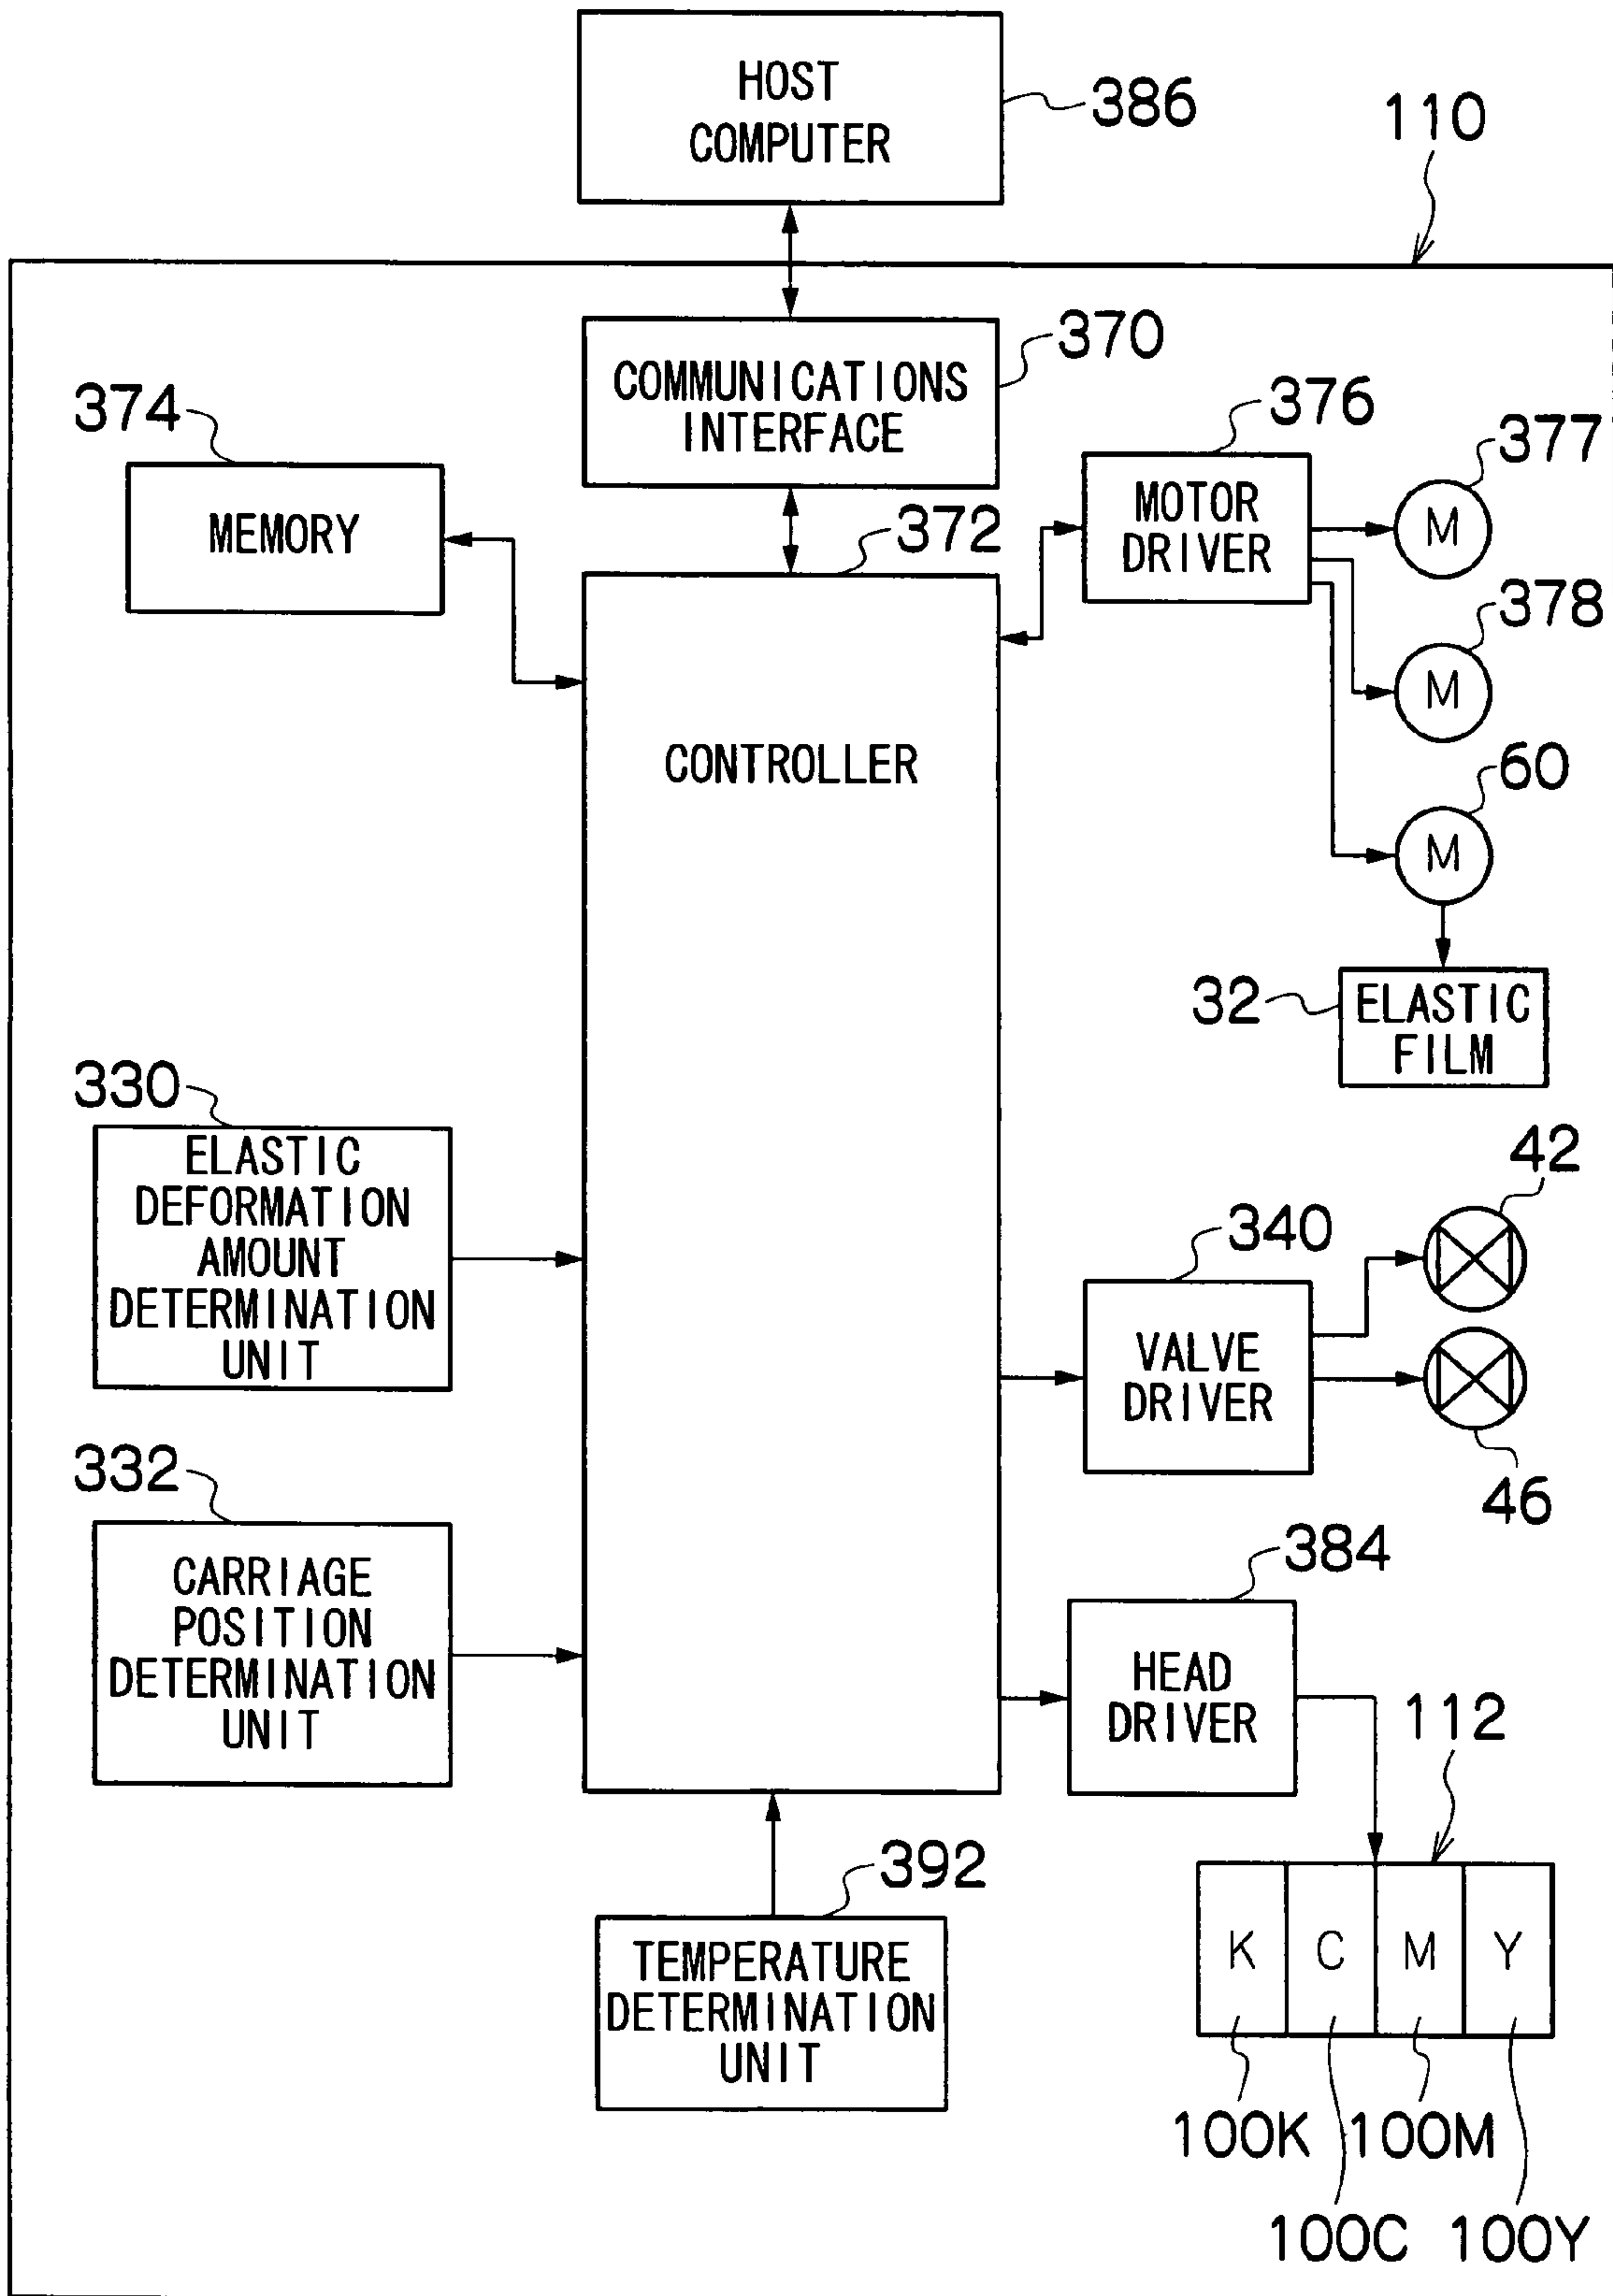 HOST
COMPUTER
386
110
COMMUNICATIONS
INTERFACE
370
374
MEMORY
376
MOTOR
DRIVER
377
M
372
CONTROLLER
378
M
60
M
32
ELASTIC
FILM
330
ELASTIC
DEFORMATION
AMOUNT
DETERMINATION
UNIT
42
340
VALVE
DRIVER
46
332
CARRIAGE
POSITION
DETERMINATION
UNIT
384
HEAD
DRIVER
112
392
TEMPERATURE
DETERMINATION
UNIT
K C M Y
100K 100M
100C 100Y